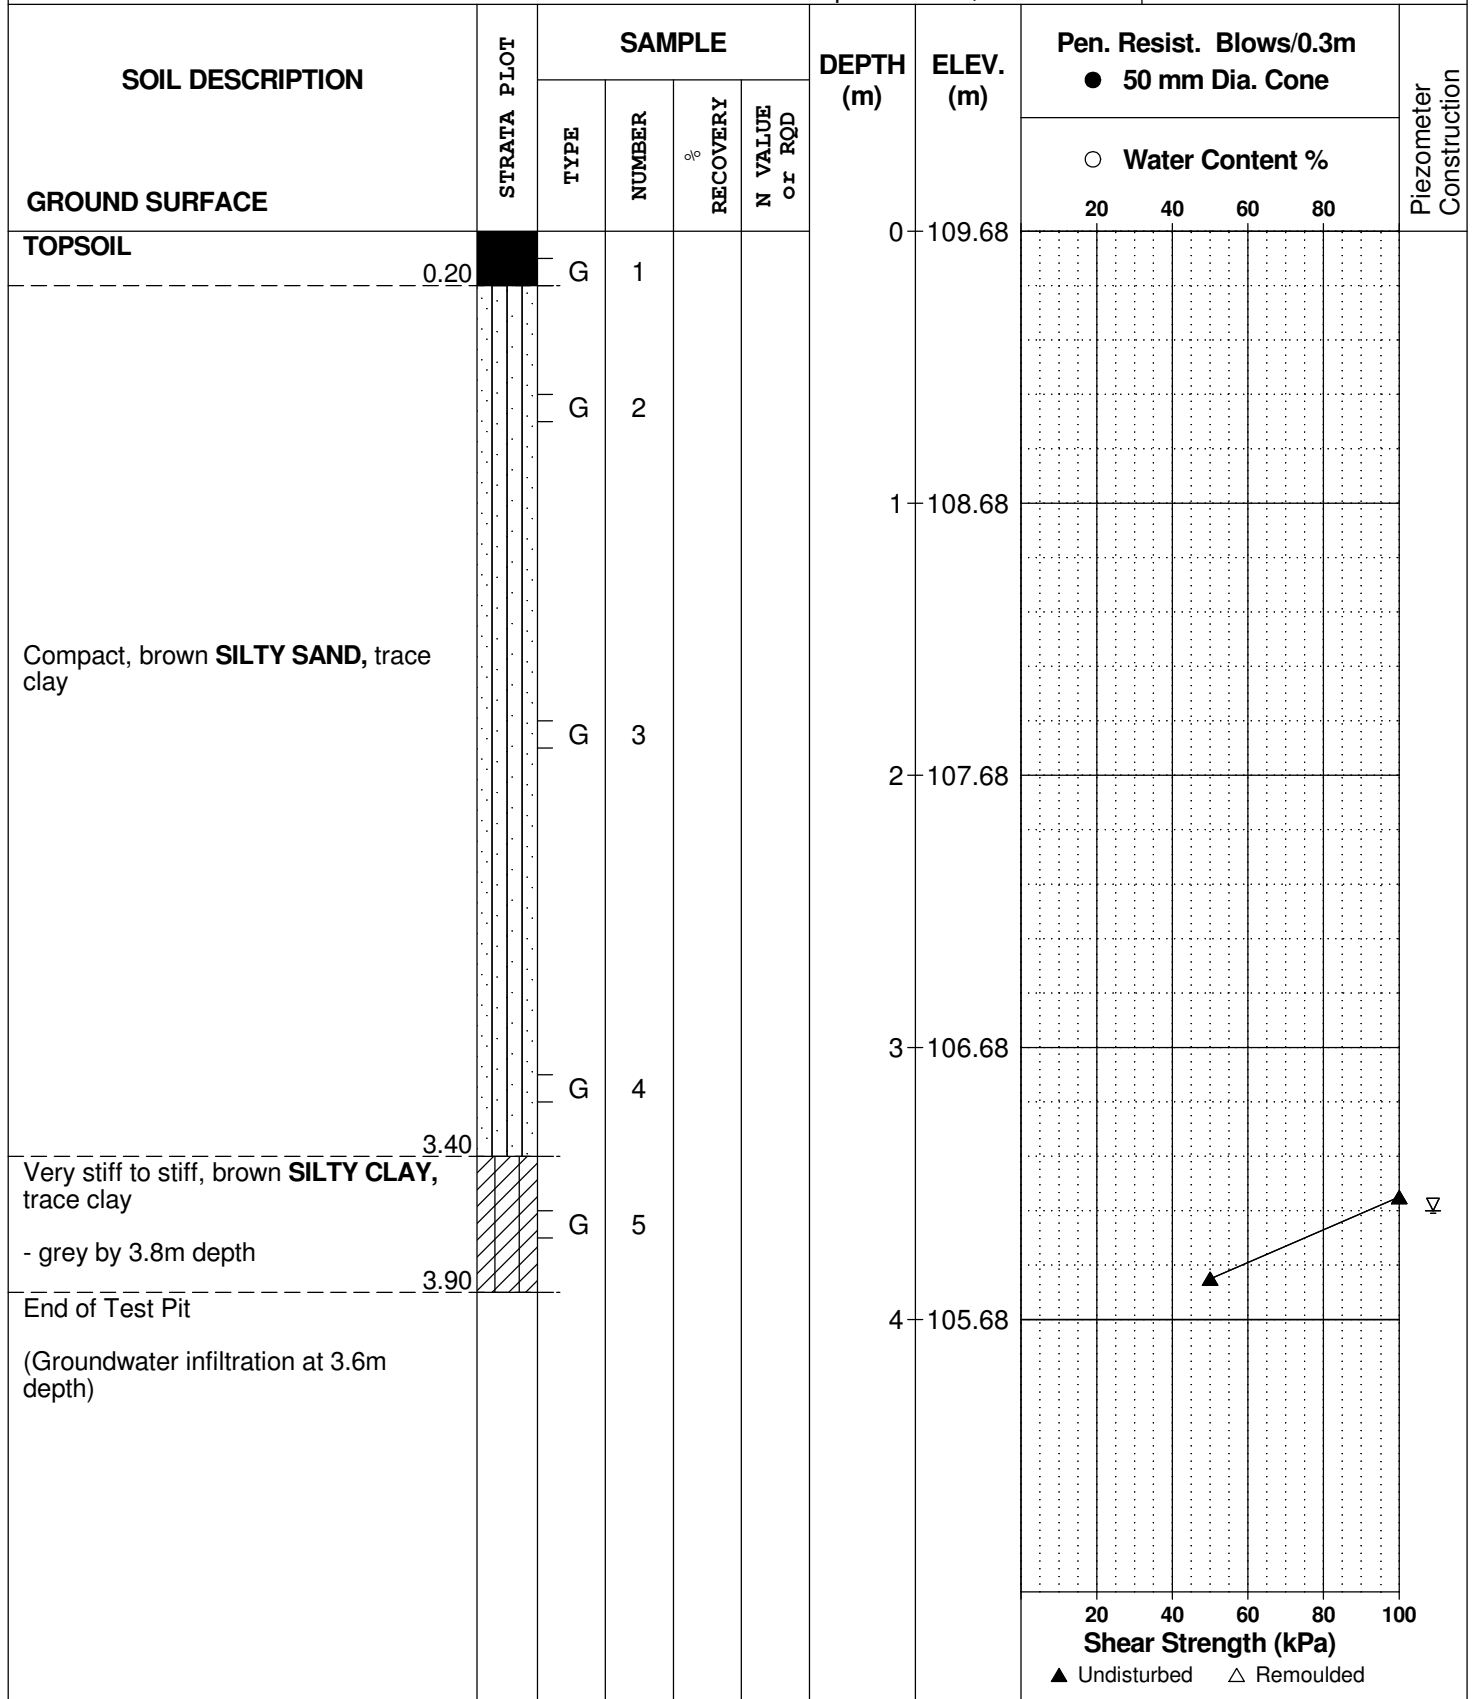 SOIL DESCRIPTION
GROUND SURFACE
STRATA PLOT
SAMPLE
TYPE
NUMBER
%
RECOVERY
N VALUE
or RQD
DEPTH
(m)
ELEV.
(m)
Pen. Resist. Blows/0.3m
● 50 mm Dia. Cone
○ Water Content %
20 40 60 80
Piezometer
Construction
TOPSOIL
0.20
G 1
0 109.68
G 2
1 108.68
Compact, brown SILTY SAND, trace
clay
G 3
2 107.68
3 106.68
G 4
3.40
Very stiff to stiff, brown SILTY CLAY,
trace clay
G 5
- grey by 3.8m depth
3.90
End of Test Pit
4 105.68
(Groundwater infiltration at 3.6m
depth)
20 40 60 80 100
Shear Strength (kPa)
▲ Undisturbed △ Remoulded